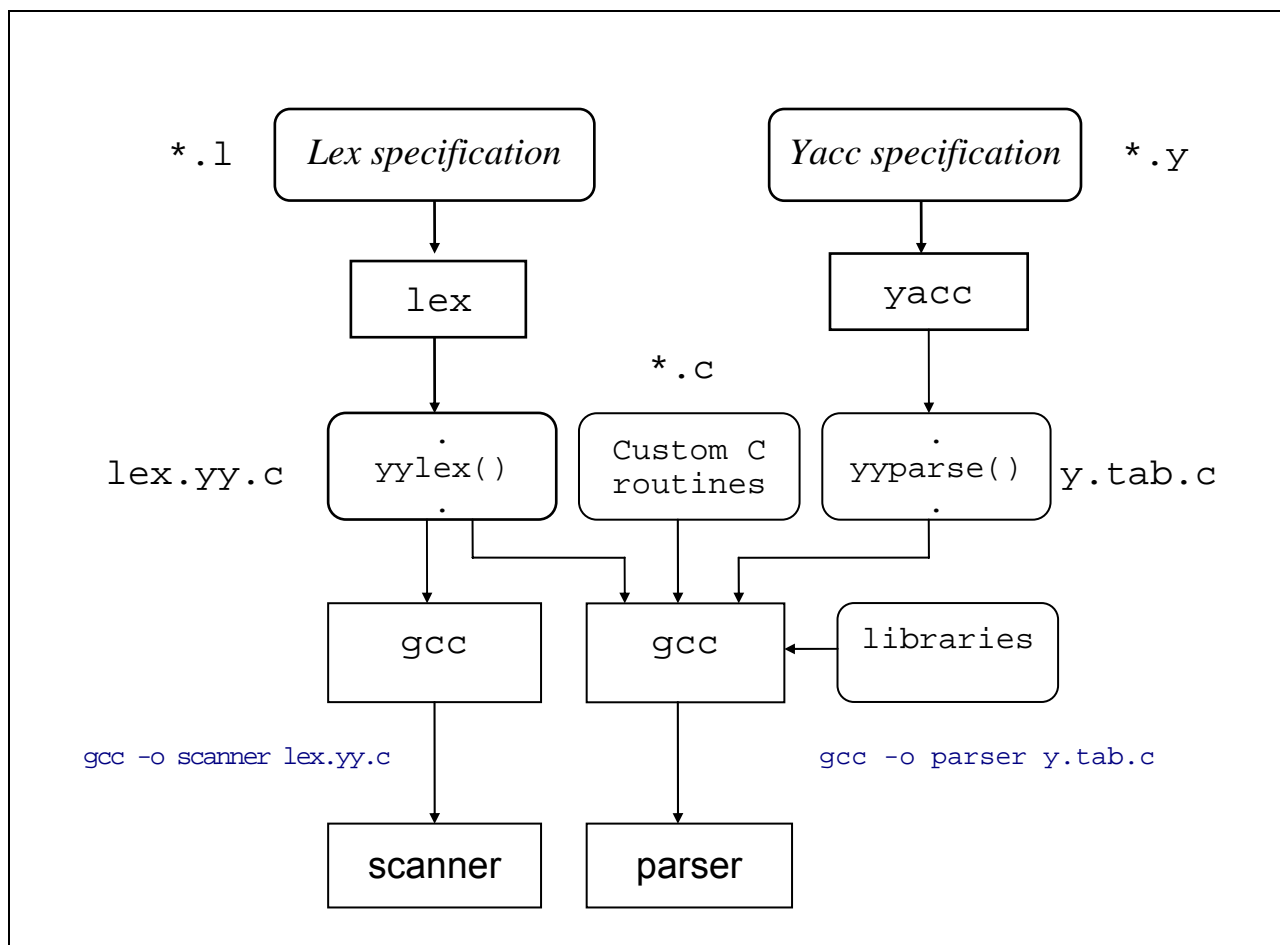 *.l
Lex specification
Yacc specification
*.y
lex
yacc
*.c
lex.yy.c
.
yylex()
.
Custom C
routines
.
yyparse()
.
y.tab.c
gcc
gcc
libraries
gcc -o scanner lex.yy.c
gcc -o parser y.tab.c
scanner
parser